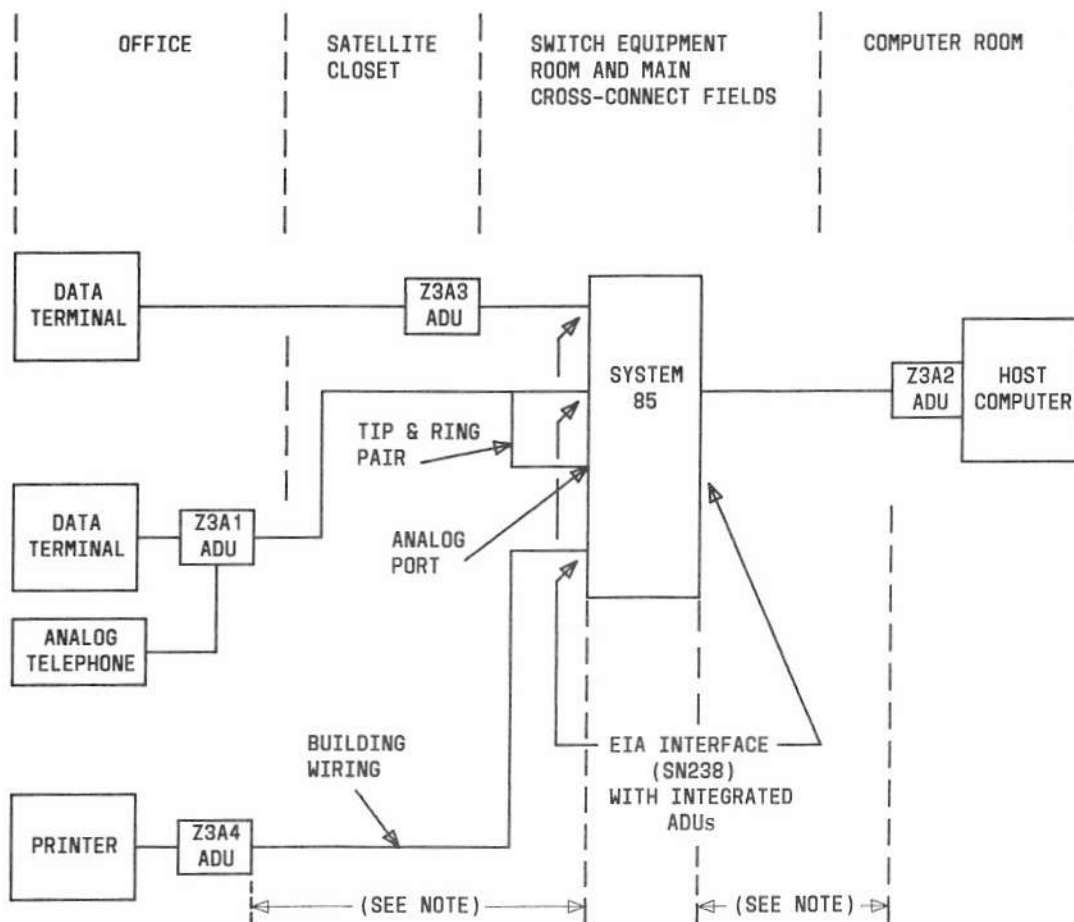 OFFICE
SATELLITE
CLOSET
SWITCH EQUIPMENT
ROOM AND MAIN
CROSS-CONNECT FIELDS
COMPUTER ROOM
DATA
TERMINAL
Z3A3
ADU
SYSTEM
85
Z3A2
ADU
HOST
COMPUTER
TIP & RING
PAIR
DATA
TERMINAL
Z3A1
ADU
ANALOG
PORT
ANALOG
TELEPHONE
BUILDING
WIRING
EIA INTERFACE
(SN238)
WITH INTEGRATED
ADUs
PRINTER
Z3A4
ADU
(SEE NOTE)
(SEE NOTE)